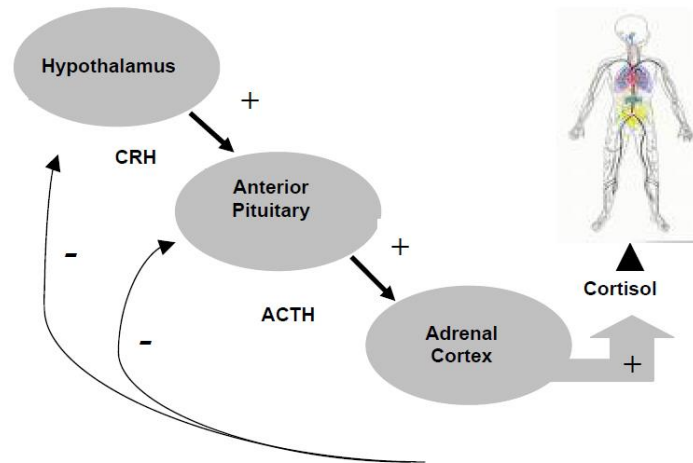 Hypothalamus
+
CRH
Anterior
Pituitary
-
+
-
ACTH
Cortisol
Adrenal
Cortex
+